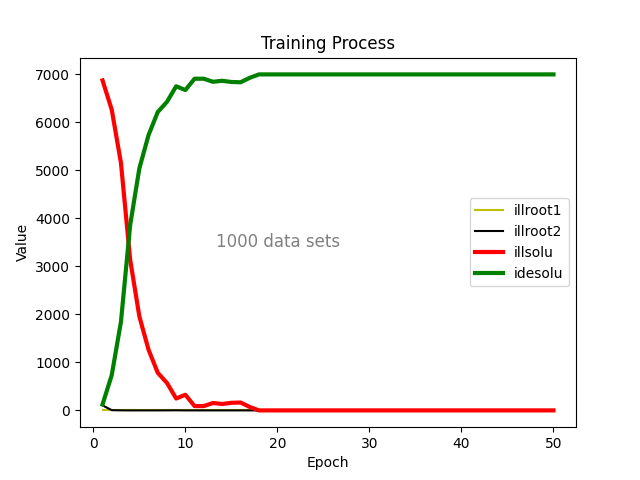 Training Process
Value
7000
6000
5000
4000
3000
2000
1000
0
1000 data sets
illroot1
illroot2
illsolu
idesolu
0 10 20 30 40 50
Epoch